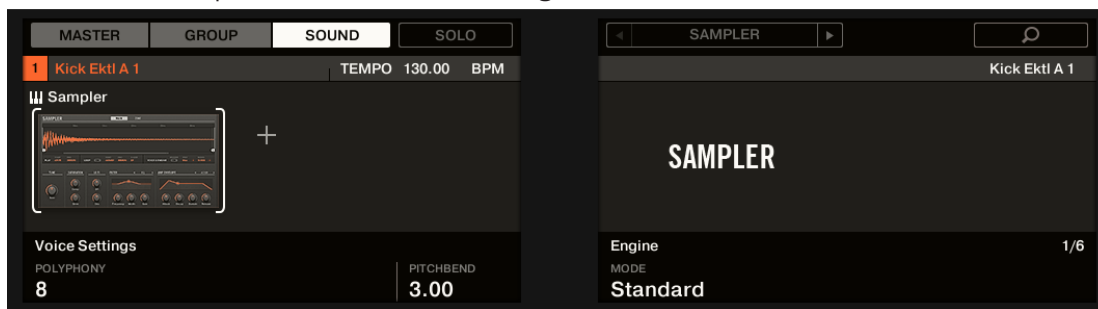 MASTER GROUP SOUND SOLO
1 Kick Ektl A 1 TEMPO 130.00 BPM
Sampler
SAMPLER
Voice Settings
POLYPHONY PITCHBEND
8 3.00
SAMPLER
Kick Ektl A 1
SAMPLER
Engine 1/6
MODE
Standard